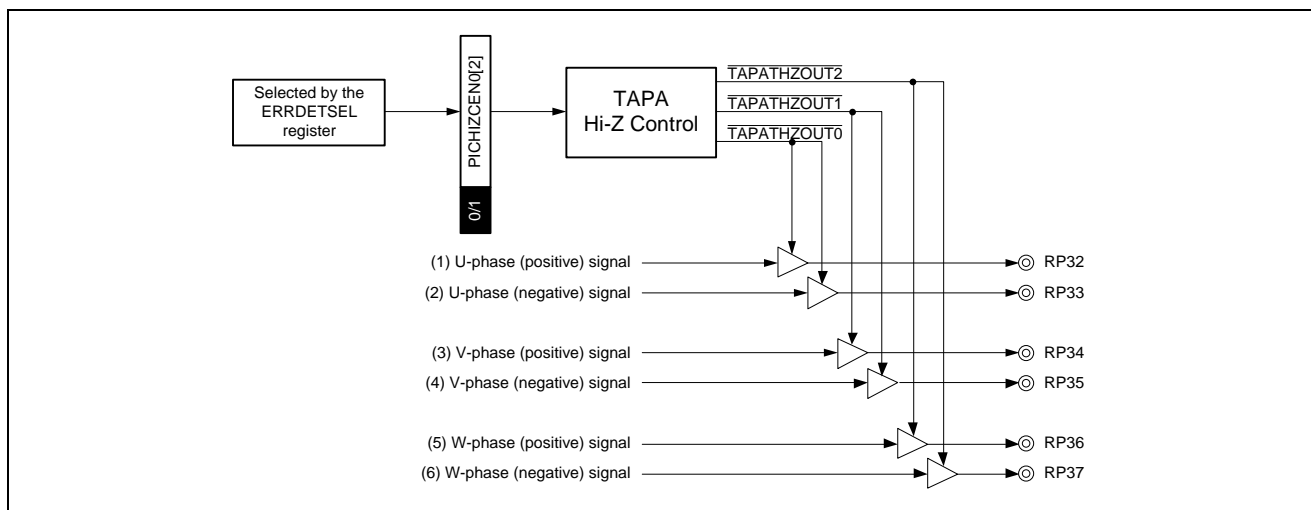 Selected by the
ERRDETSEL
register
PICHIZCEN0[2]
0/1
TAPA
Hi-Z Control
TAPATHZOUT2
TAPATHZOUT1
TAPATHZOUT0
(1) U-phase (positive) signal
RP32
(2) U-phase (negative) signal
RP33
(3) V-phase (positive) signal
RP34
(4) V-phase (negative) signal
RP35
(5) W-phase (positive) signal
RP36
(6) W-phase (negative) signal
RP37